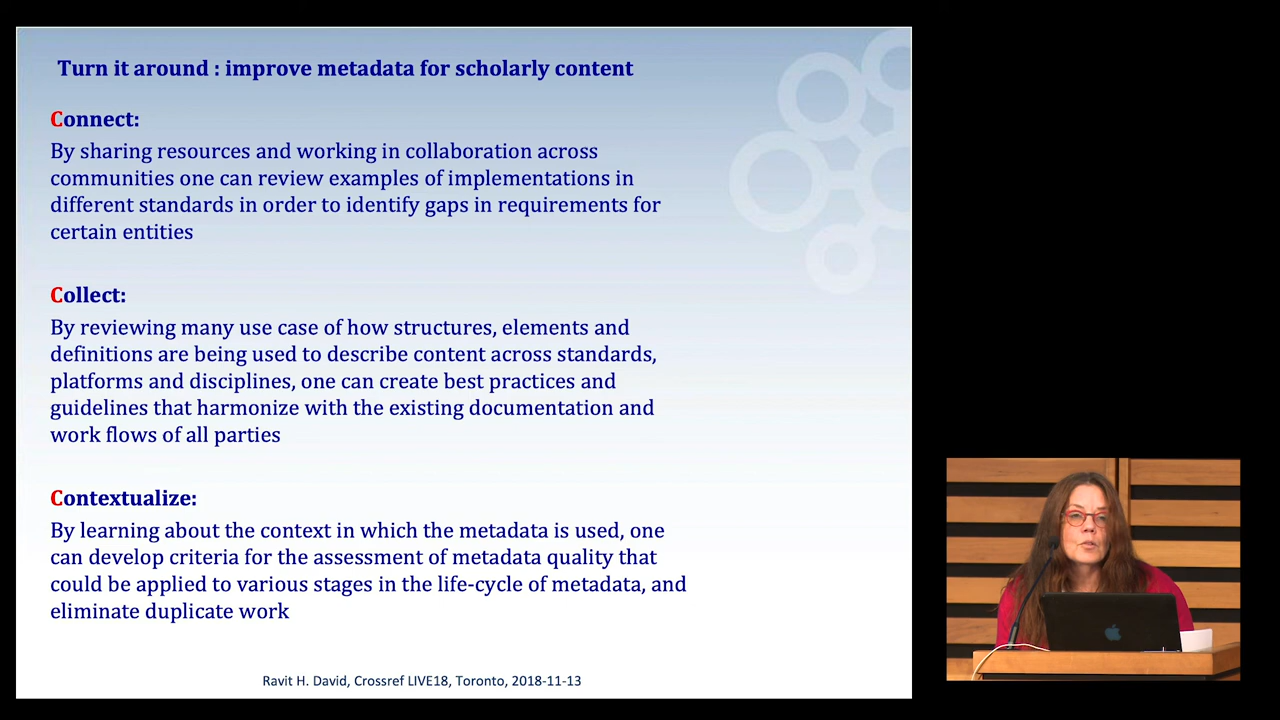 Turn it around : improve metadata for scholarly content
Connect:
By sharing resources and working in collaboration across
communities one can review examples of implementations in
different standards in order to identify gaps in requirements for
certain entities
Collect:
By reviewing many use case of how structures, elements and
definitions are being used to describe content across standards,
platforms and disciplines, one can create best practices and
guidelines that harmonize with the existing documentation and
work flows of all parties
Contextualize:
By learning about the context in which the metadata is used, one
can develop criteria for the assessment of metadata quality that
could be applied to various stages in the life-cycle of metadata, and
eliminate duplicate work
Ravit H. David, Crossref LIVE18, Toronto, 2018-11-13